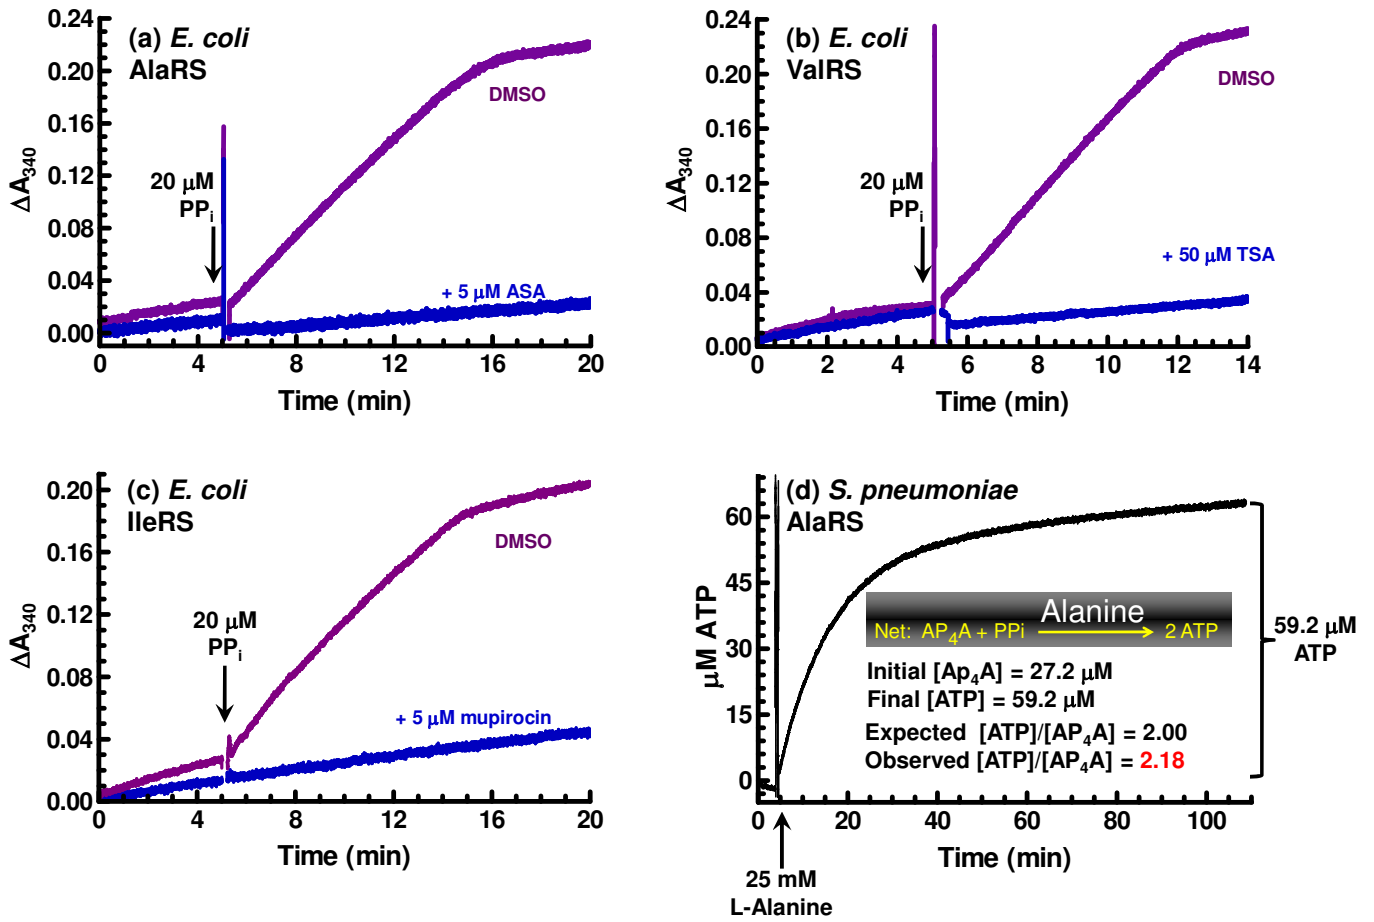 (a) E. coli
AlaRS
ΔA340
0.24
0.20
0.16
0.12
0.08
0.04
0.00
DMSO
20 μM
PPi
+ 5 μM ASA
0 4 8 12 16 20
Time (min)
(b) E. coli
ValRS
ΔA340
0.24
0.20
0.16
0.12
0.08
0.04
0.00
DMSO
20 μM
PPi
+ 50 μM TSA
0 2 4 6 8 10 12 14
Time (min)
(c) E. coli
IleRS
ΔA340
0.20
0.16
0.12
0.08
0.04
0.00
DMSO
20 μM
PPi
+ 5 μM mupirocin
0 4 8 12 16 20
Time (min)
(d) S. pneumoniae
AlaRS
μM ATP
60
45
30
15
0
Alanine
Net: AP4A + PPi 2 ATP
Initial [Ap4A] = 27.2 μM
Final [ATP] = 59.2 μM
Expected [ATP]/[AP4A] = 2.00
Observed [ATP]/[AP4A] = 2.18
59.2 μM
ATP
0 20 40 60 80 100
Time (min)
25 mM
L-Alanine